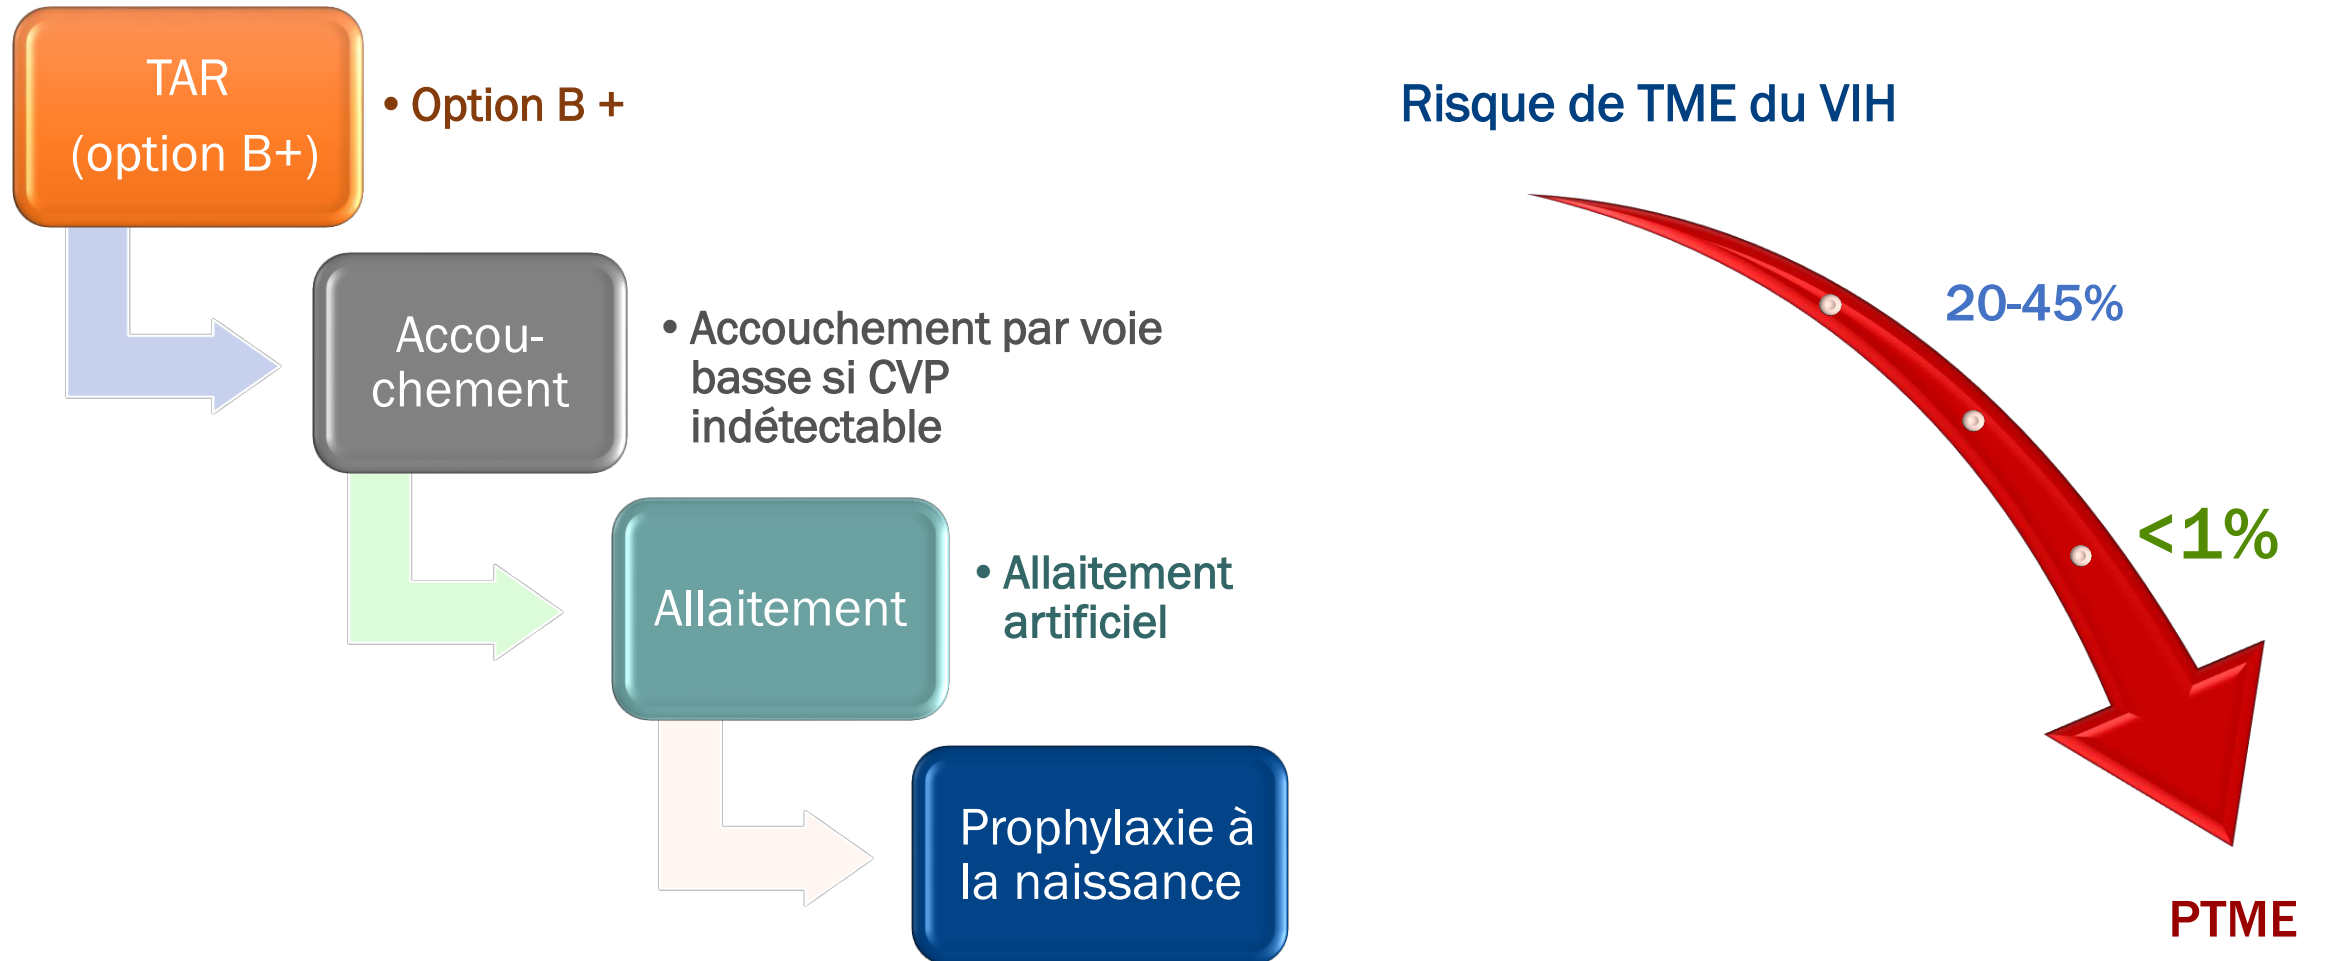 TAR
(option B+)
• Option B +
Accou-
chement
• Accouchement par voie
basse si CVP
indétectable
Allaitement
• Allaitement
artificiel
Prophylaxie à
la naissance
Risque de TME du VIH
20-45%
<1%
PTME